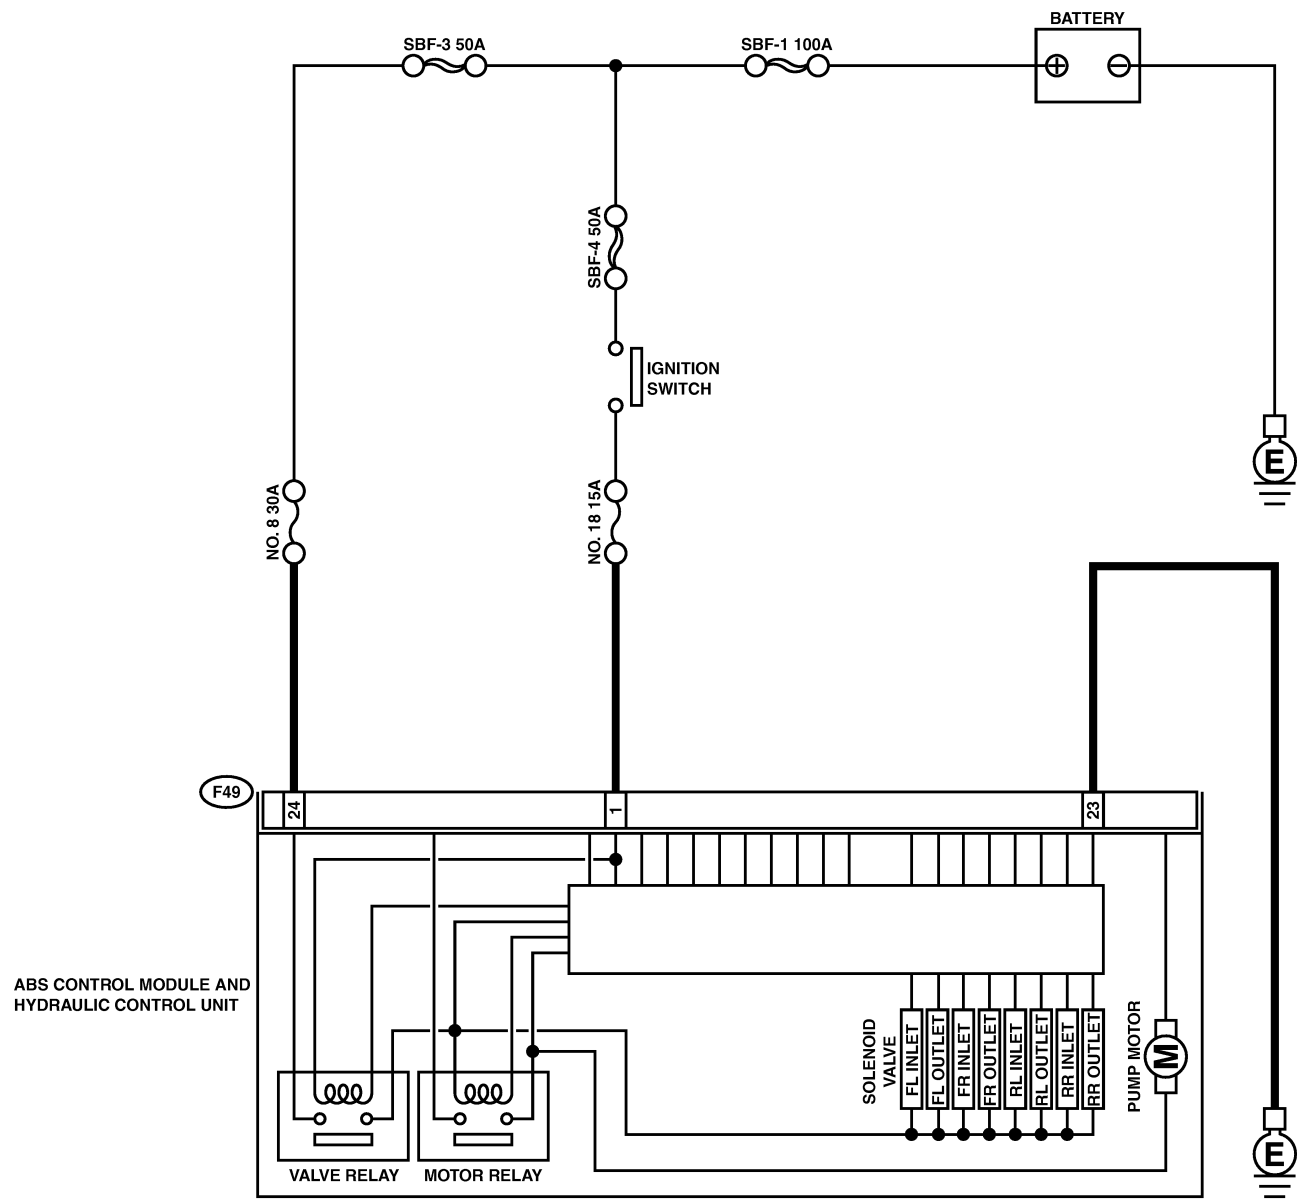 BATTERY
SBF-3 50A
SBF-1 100A
SBF-4 50A
IGNITION
SWITCH
E
NO. 8 30A
NO. 18 15A
F49
24
1
23
ABS CONTROL MODULE AND
HYDRAULIC CONTROL UNIT
SOLENOID
VALVE
FL INLET
FL OUTLET
FR INLET
FR OUTLET
RL INLET
RL OUTLET
RR INLET
RR OUTLET
PUMP MOTOR
M
E
VALVE RELAY
MOTOR RELAY